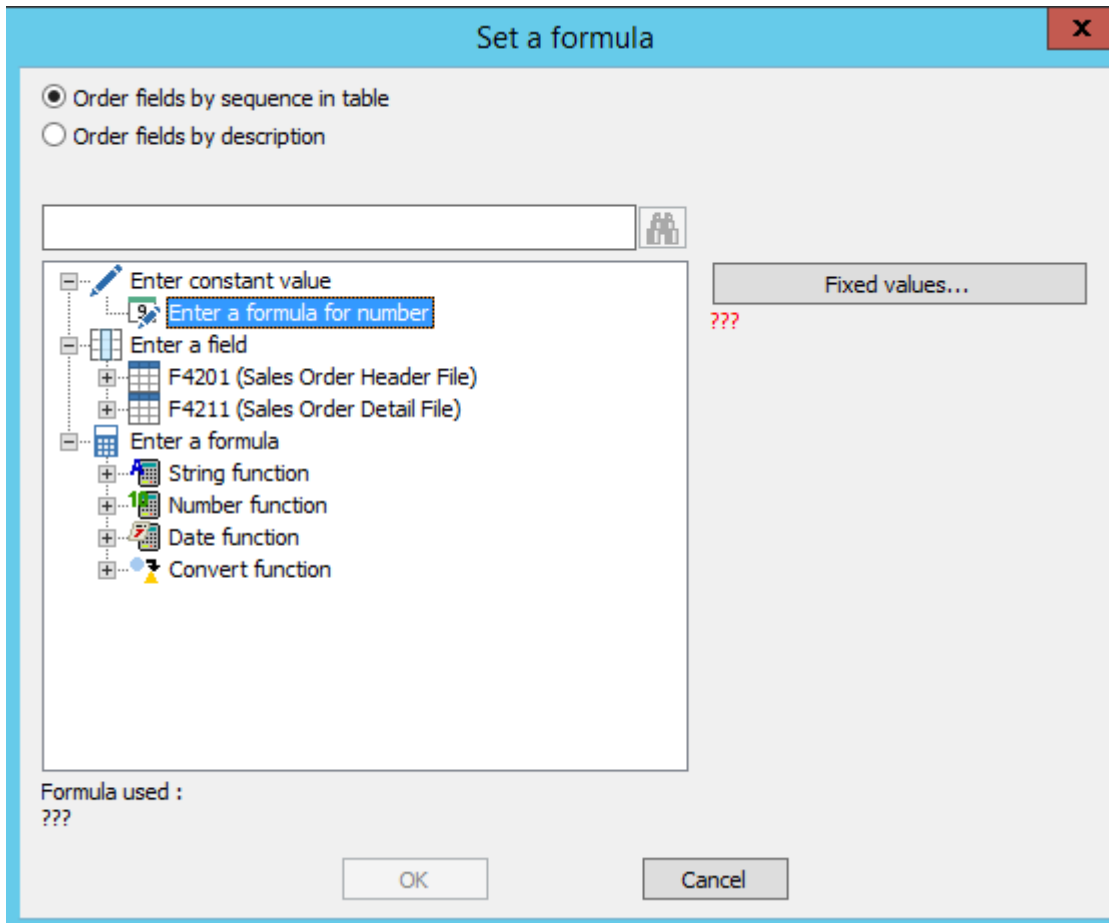 Set a formula
x
Order fields by sequence in table
Order fields by description
Enter constant value
Fixed values...
Enter a formula for number
???
Enter a field
F4201 (Sales Order Header File)
F4211 (Sales Order Detail File)
Enter a formula
String function
Number function
Date function
Convert function
Formula used :
???
OK
Cancel